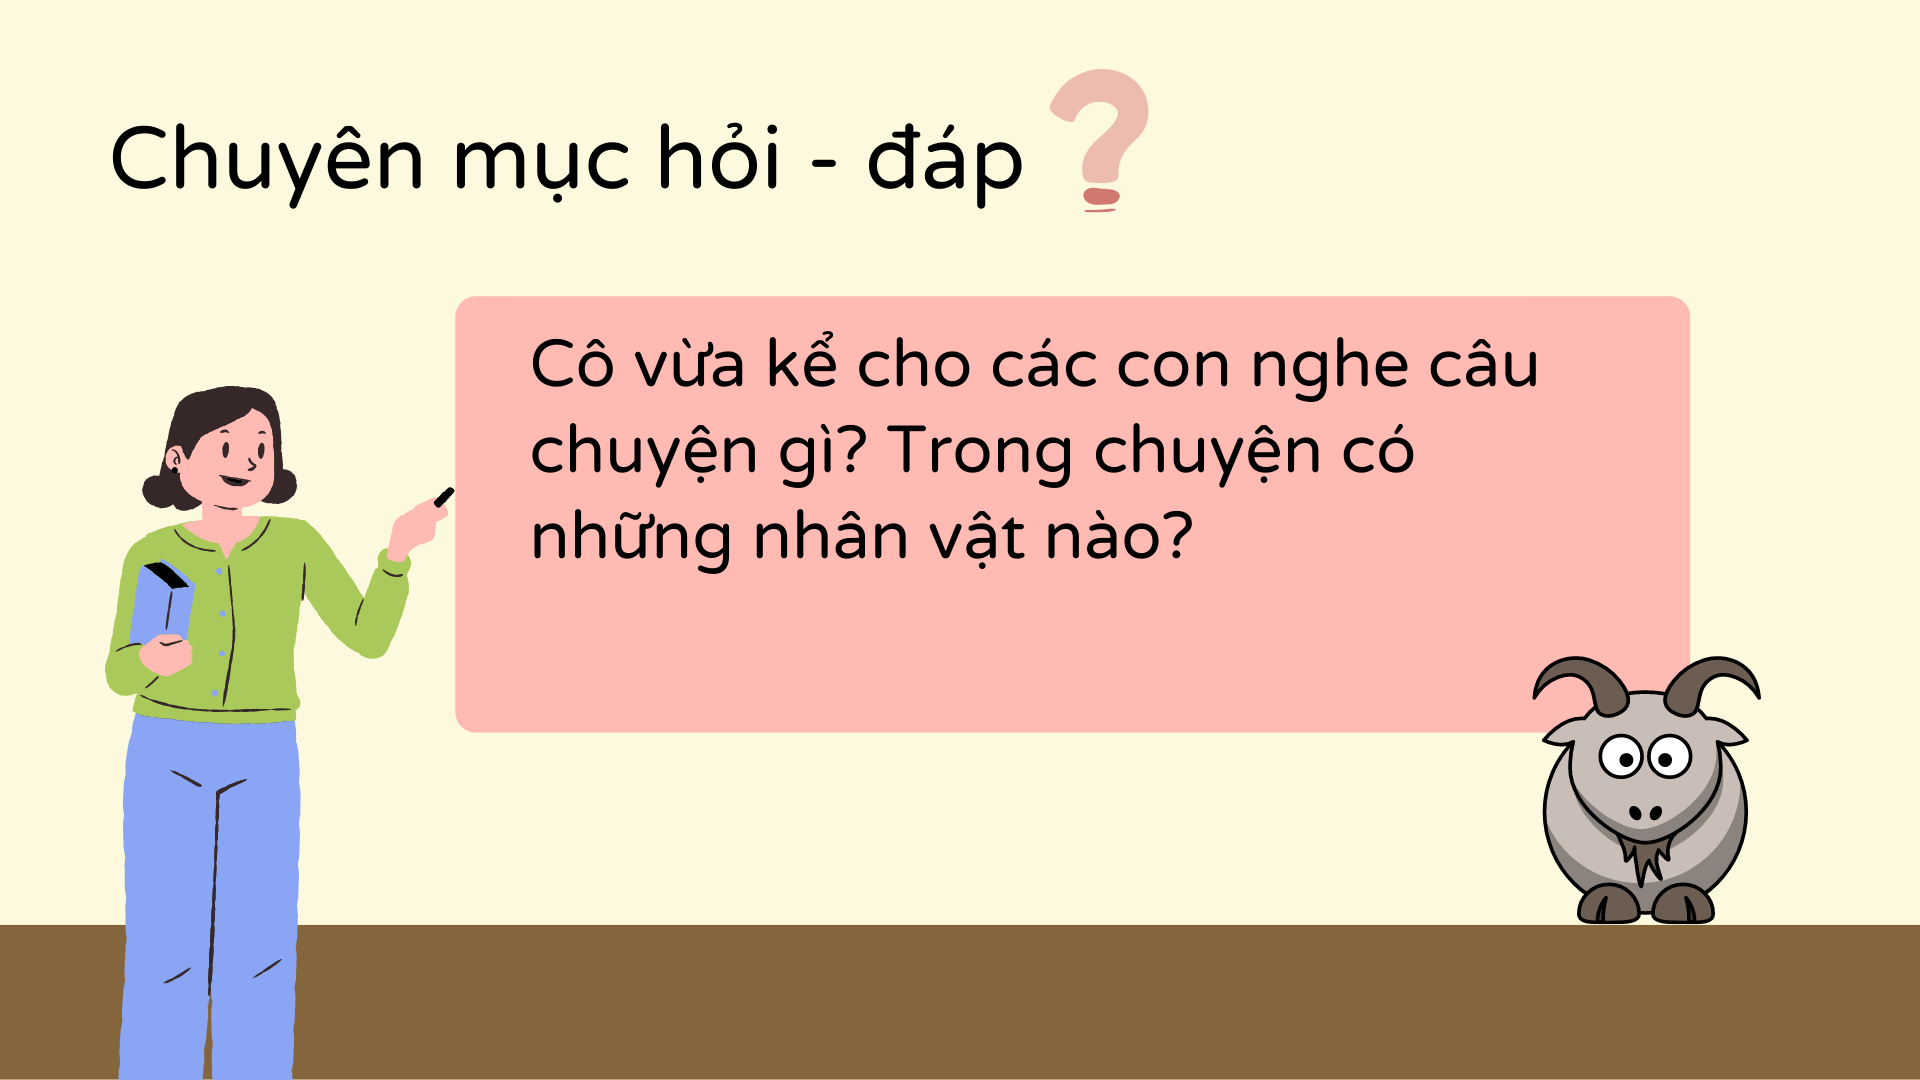 Chuyên mục hỏi - đáp ?
Cô vừa kể cho các con nghe câu
chuyện gì? Trong chuyện có
những nhân vật nào?